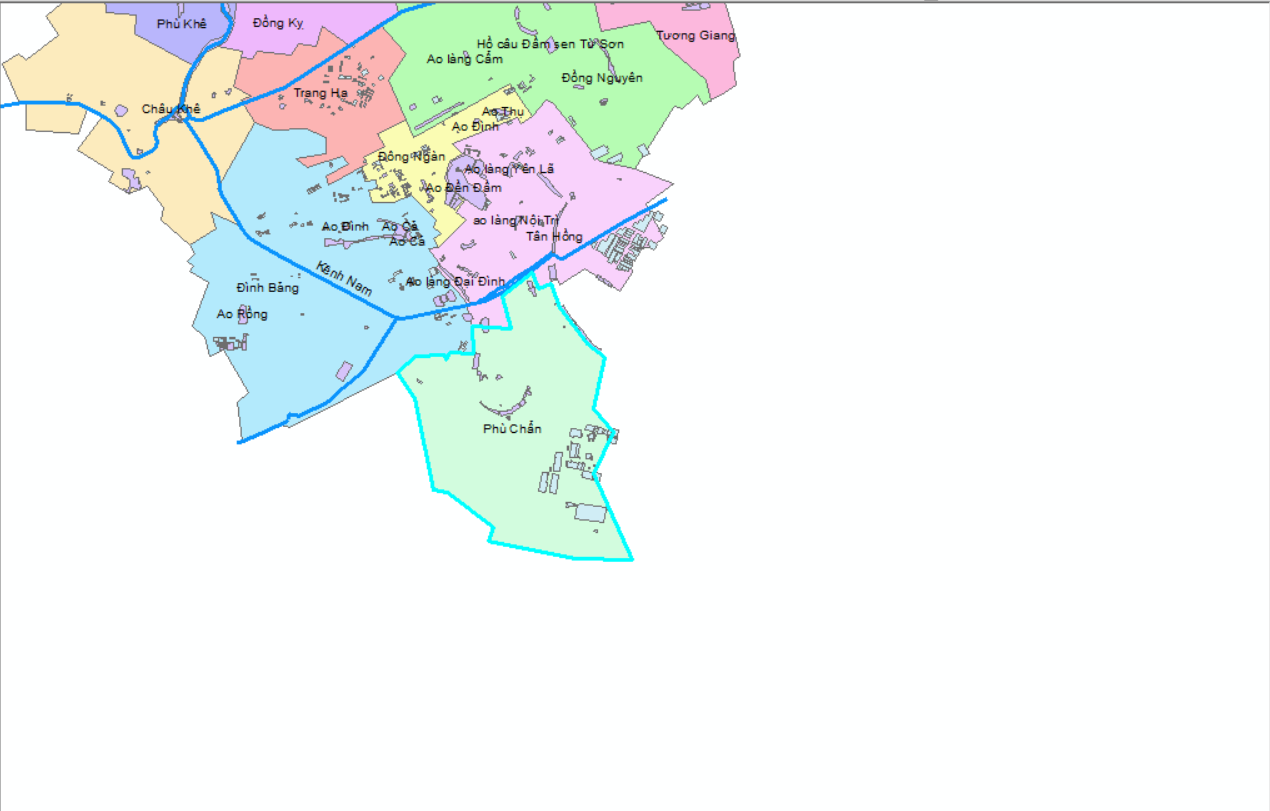 Phù Khê
Đồng Kỵ
Tương Giang
Hồ câu Đầm sen Từ Sơn
Ao làng Cẩm
Đồng Nguyên
Trang Hạ
Châu Khê
Ao Thu
Ao Đình
Đông Ngàn
Ao làng Yên Lã
Ao Đền Đầm
ao làng Nội Trì
Ao Đình
Ao Cả
Ao Cả
Tân Hồng
Kênh Nam
Ao làng Đại Đình
Đình Bảng
Ao Rồng
Phù Chẩn